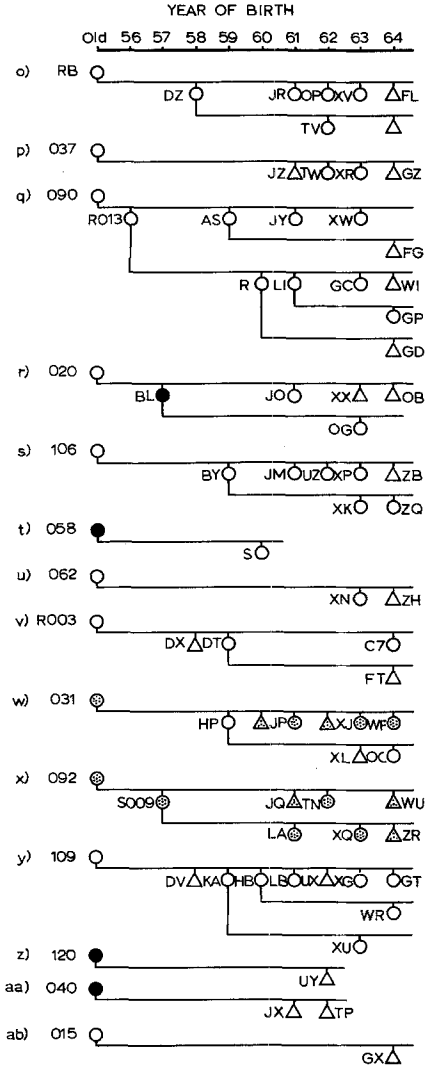 YEAR OF BIRTH
Old 56 57 58 59 60 61 62 63 64
o) RB
DZ JR OP XV FL
TV
p) 037
JZ TW XR GZ
q) 090
R013 AS JY XW
FG
R LI GC WI
GP
GD
r) 020
BL JO XX OB
OG
s) 106
BY JM UZ XP ZB
XK ZQ
t) 058
S
u) 062
XN ZH
v) R003
DX DT C7
FT
w) 031
HP JP XJ WF
XL OC
x) 092
S009 JQ TN WU
LA XQ ZR
y) 109
DV KA HB LB UX XG GT
WR
XU
z) 120
UY
aa) 040
JX TP
ab) 015
GX